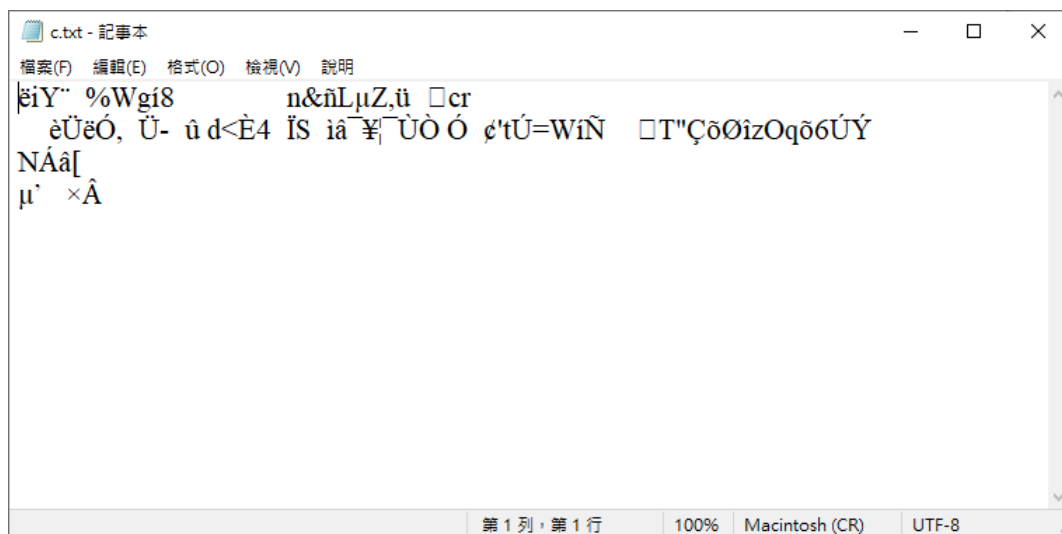 c.txt - 記事本
檔案(F) 編輯(E) 格式(O) 檢視(V) 說明
ëiY¨ %Wgí8 n&ñLµZ,ü □cr
èÜëÓ, Ü- û d<È4 ÏS ìâ¯¥¦¯ÙÒ Ó ¢'tÚ=WíÑ □T"ÇõØîzOqõ6ÚÝ
NÁâ[
µ’ ×Â
第 1 列，第 1 行 100% Macintosh (CR) UTF-8